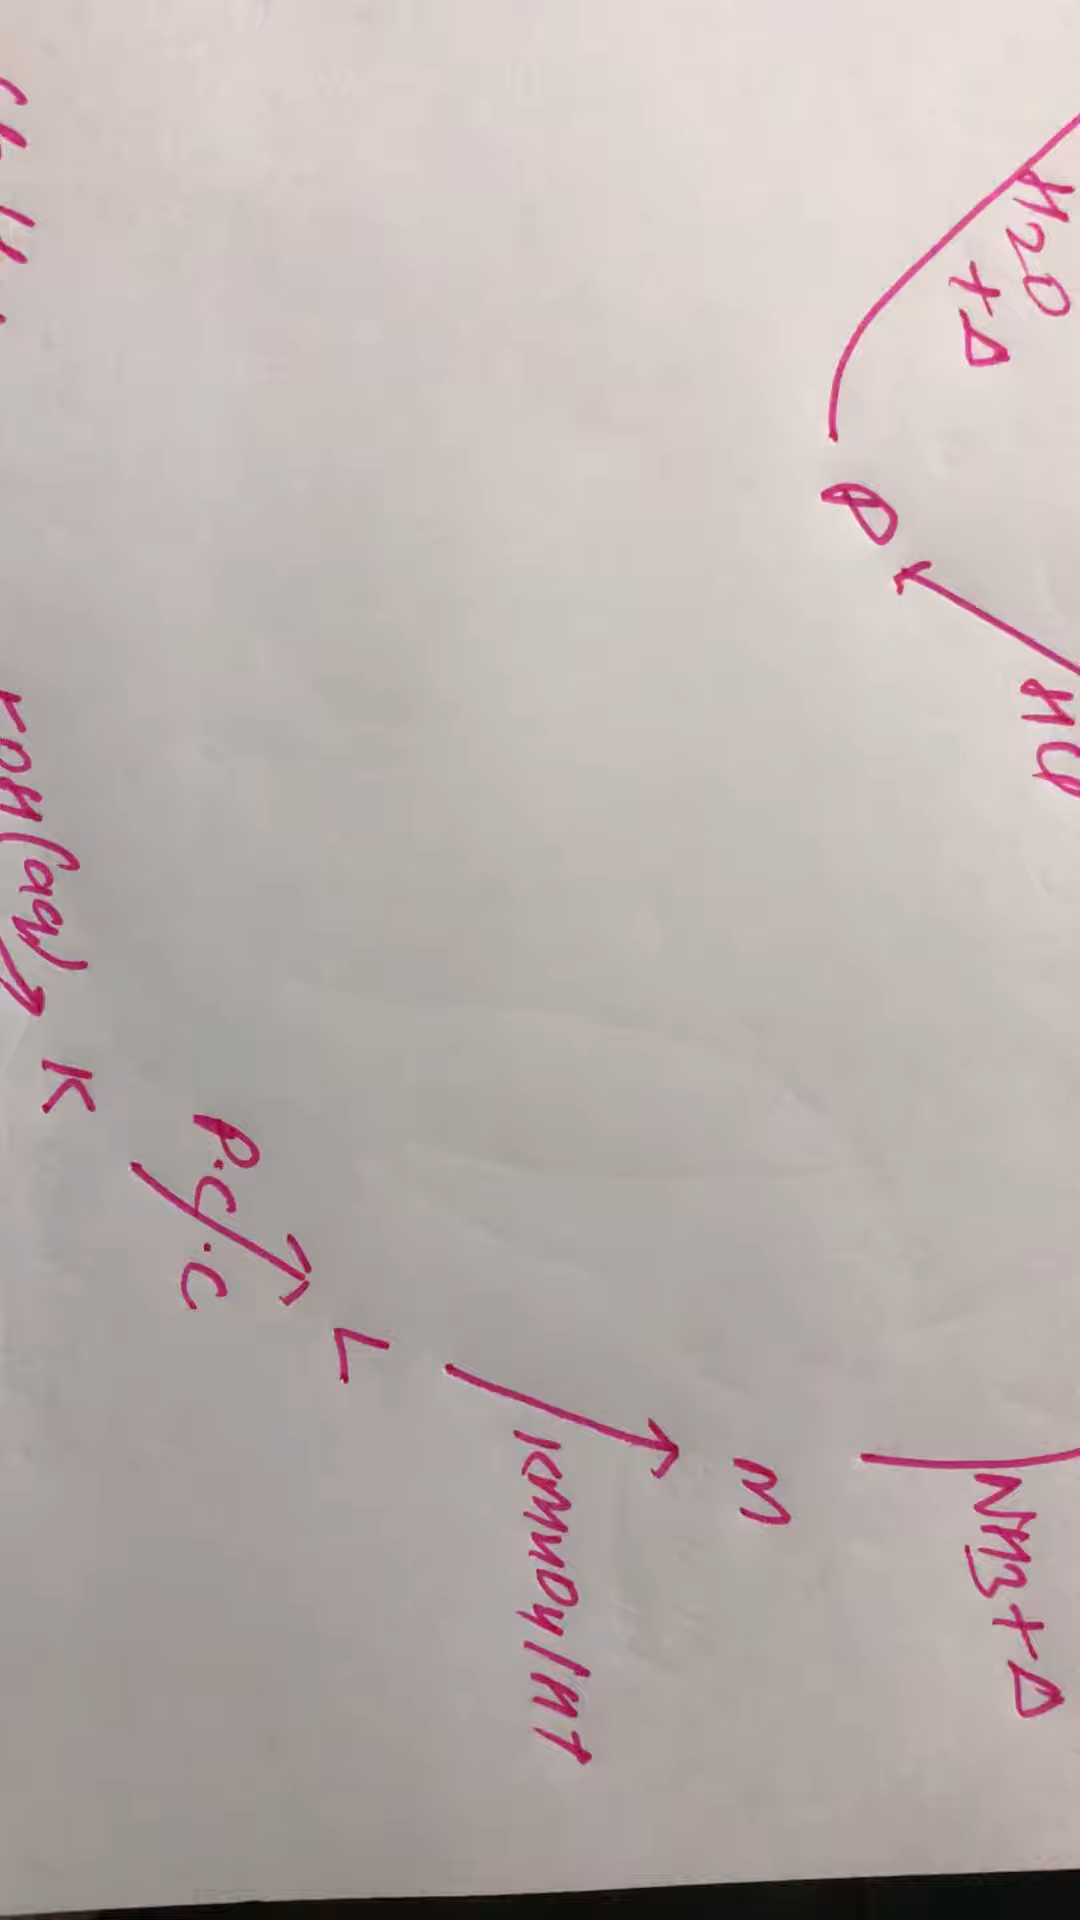 H2O
+Δ
P
HCl
KOH(aq)
K
P.C.C
L
KMnO4/H+
M
NH3+Δ